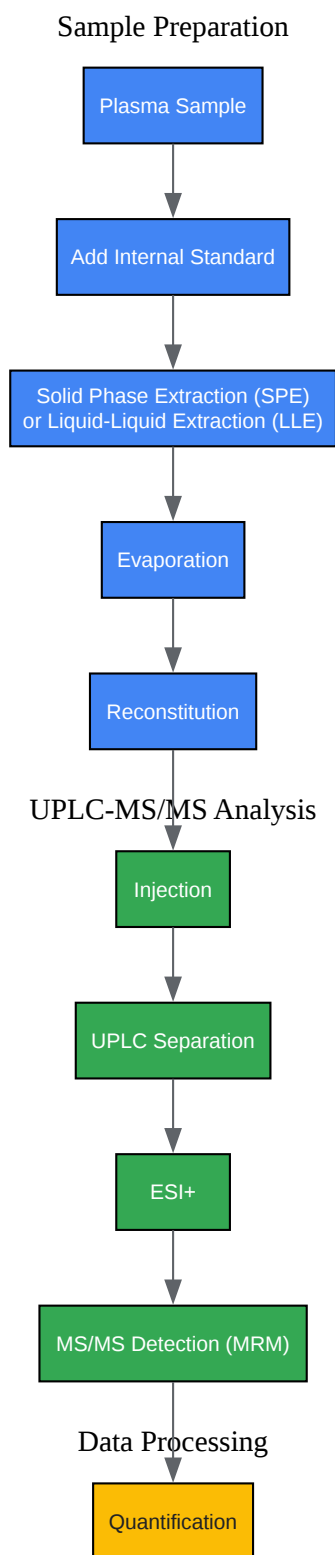 Sample Preparation
Plasma Sample
Add Internal Standard
Solid Phase Extraction (SPE)
or Liquid-Liquid Extraction (LLE)
Evaporation
Reconstitution
UPLC-MS/MS Analysis
Injection
UPLC Separation
ESI+
MS/MS Detection (MRM)
Data Processing
Quantification